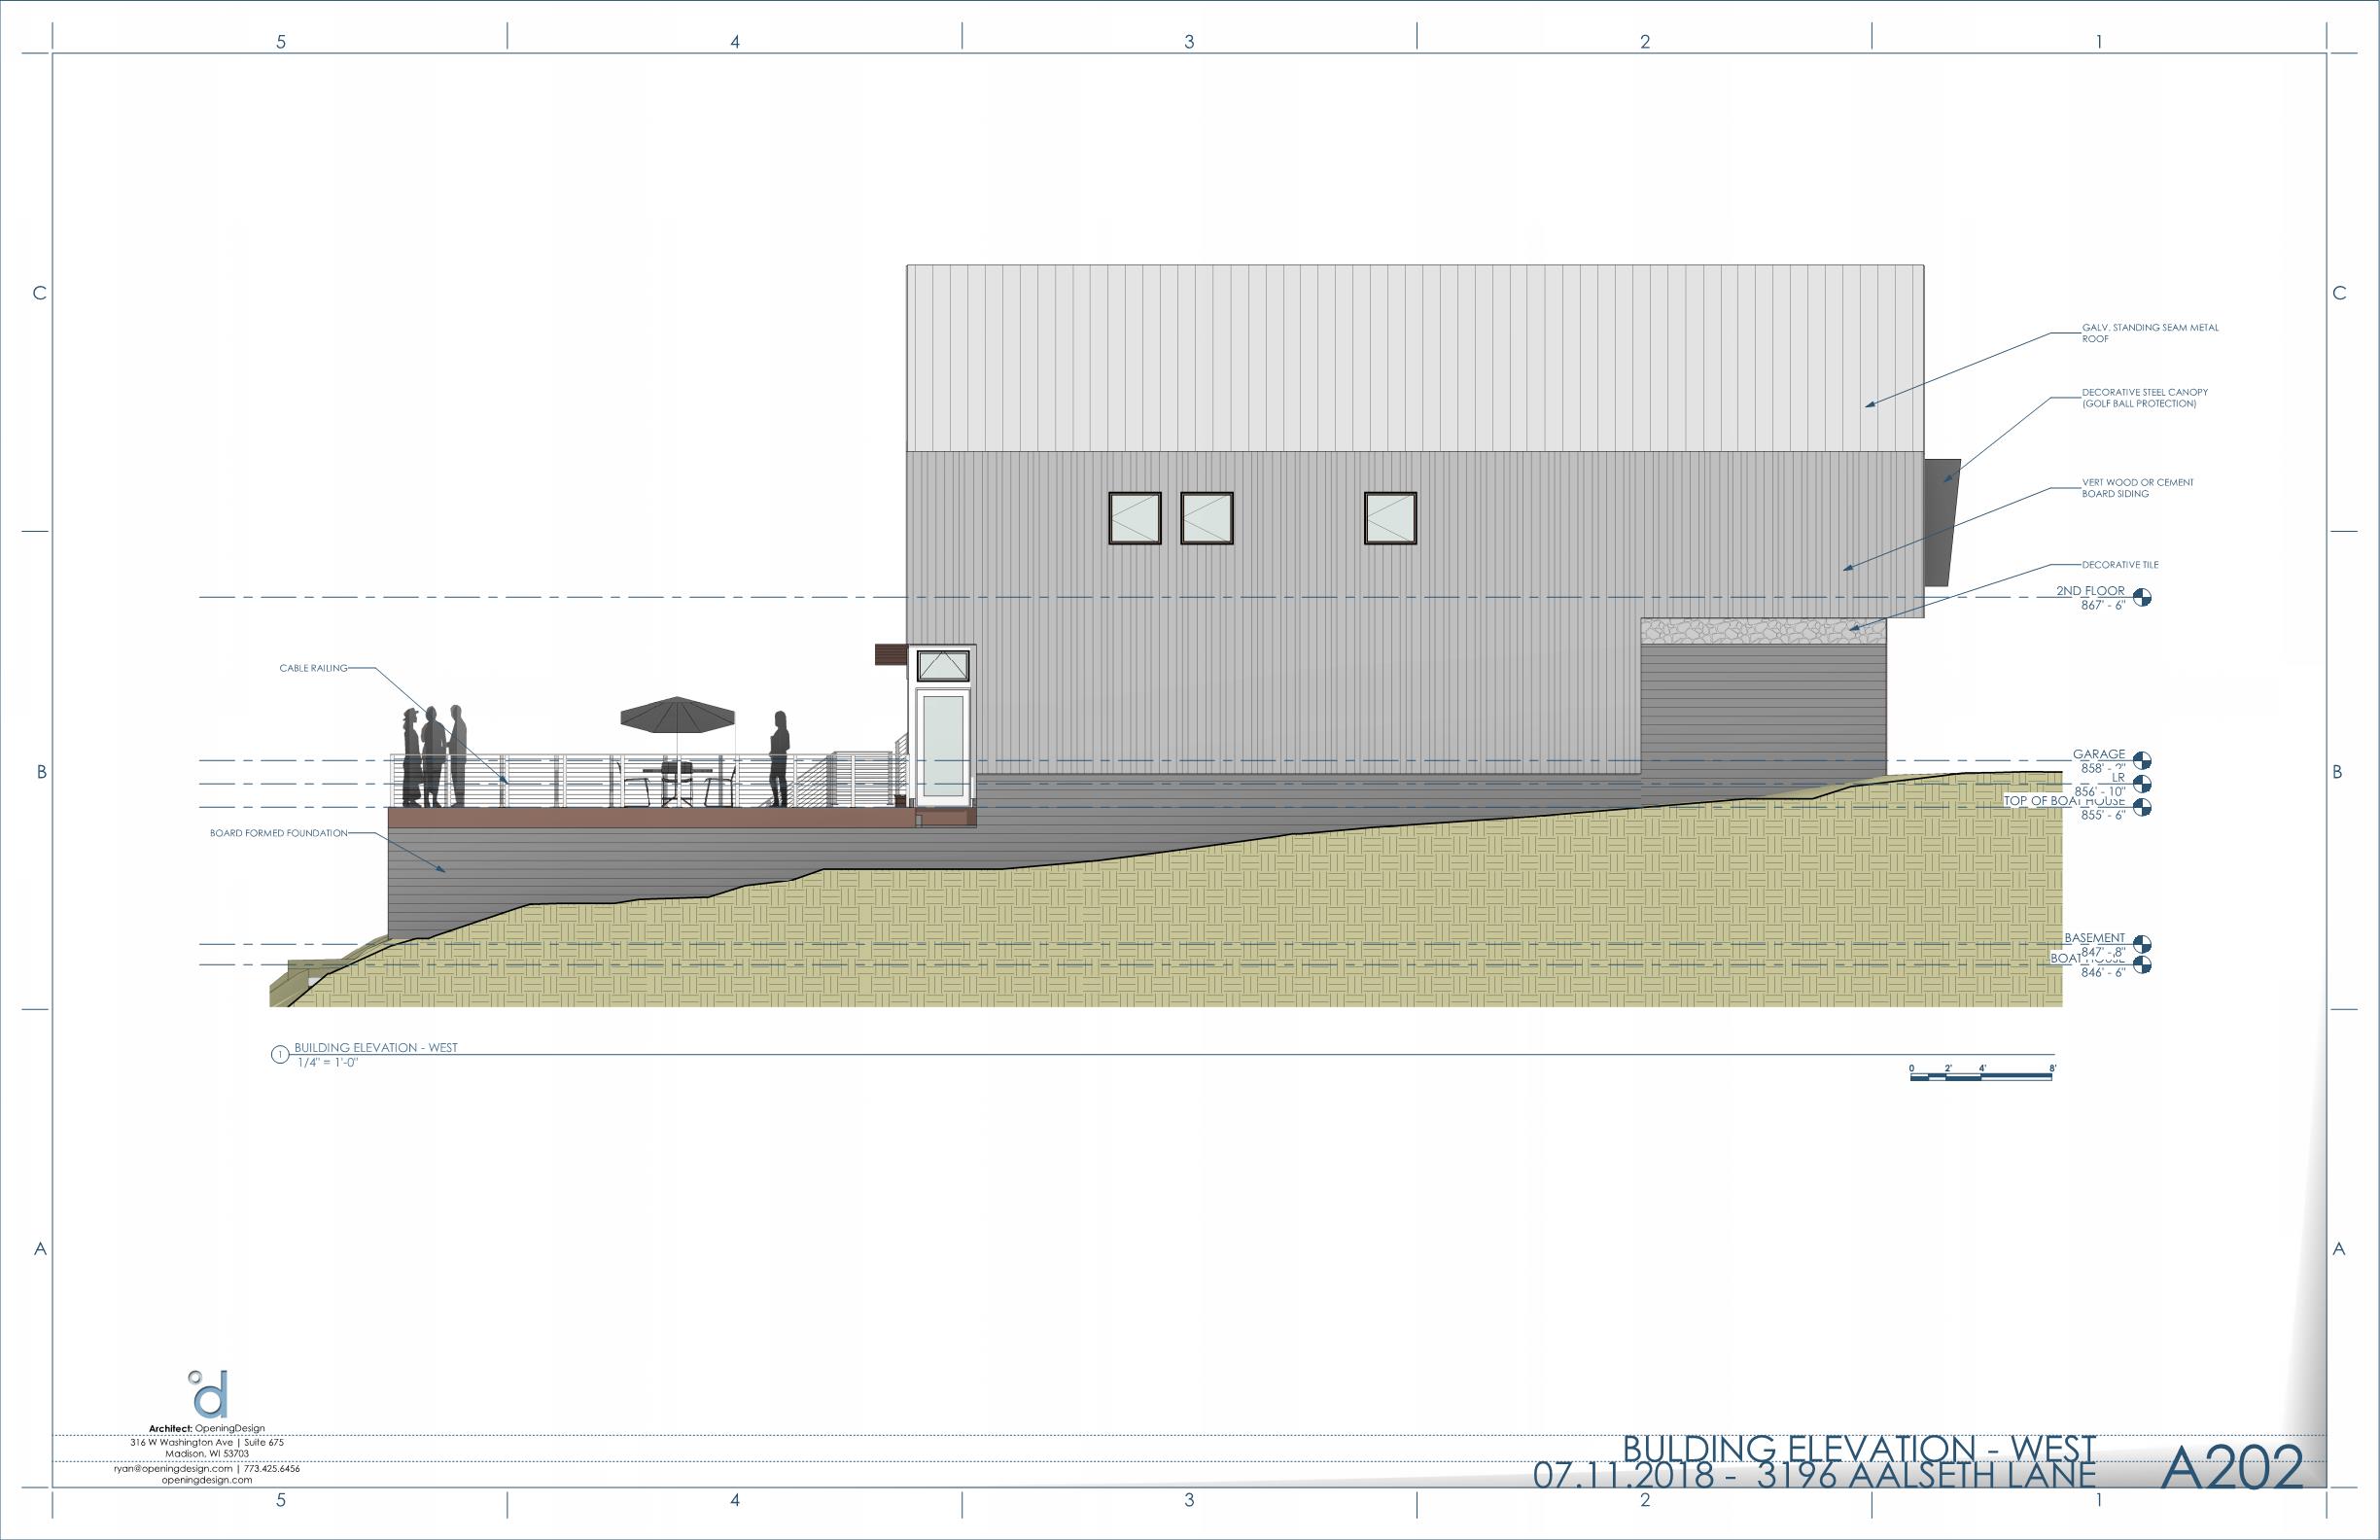 5 4 3 2 1
C C
GALV. STANDING SEAM METAL
ROOF
DECORATIVE STEEL CANOPY
(GOLF BALL PROTECTION)
VERT WOOD OR CEMENT
BOARD SIDING
DECORATIVE TILE
2ND FLOOR
867' - 6"
CABLE RAILING
GARAGE
858' - 2"
B B
LR
856' - 10"
TOP OF BOAT HOUSE
855' - 6"
BOARD FORMED FOUNDATION
BASEMENT
847' - 8"
BOAT HOUSE
846' - 6"
1 BUILDING ELEVATION - WEST
1/4" = 1'-0"
0 2' 4' 8'
A A
d
Architect: OpeningDesign
316 W Washington Ave | Suite 675
Madison, WI 53703
ryan@openingdesign.com | 773.425.6456
openingdesign.com
BULDING ELEVATION - WEST
07.11.2018 - 3196 AALSETH LANE
A202
5 4 3 2 1